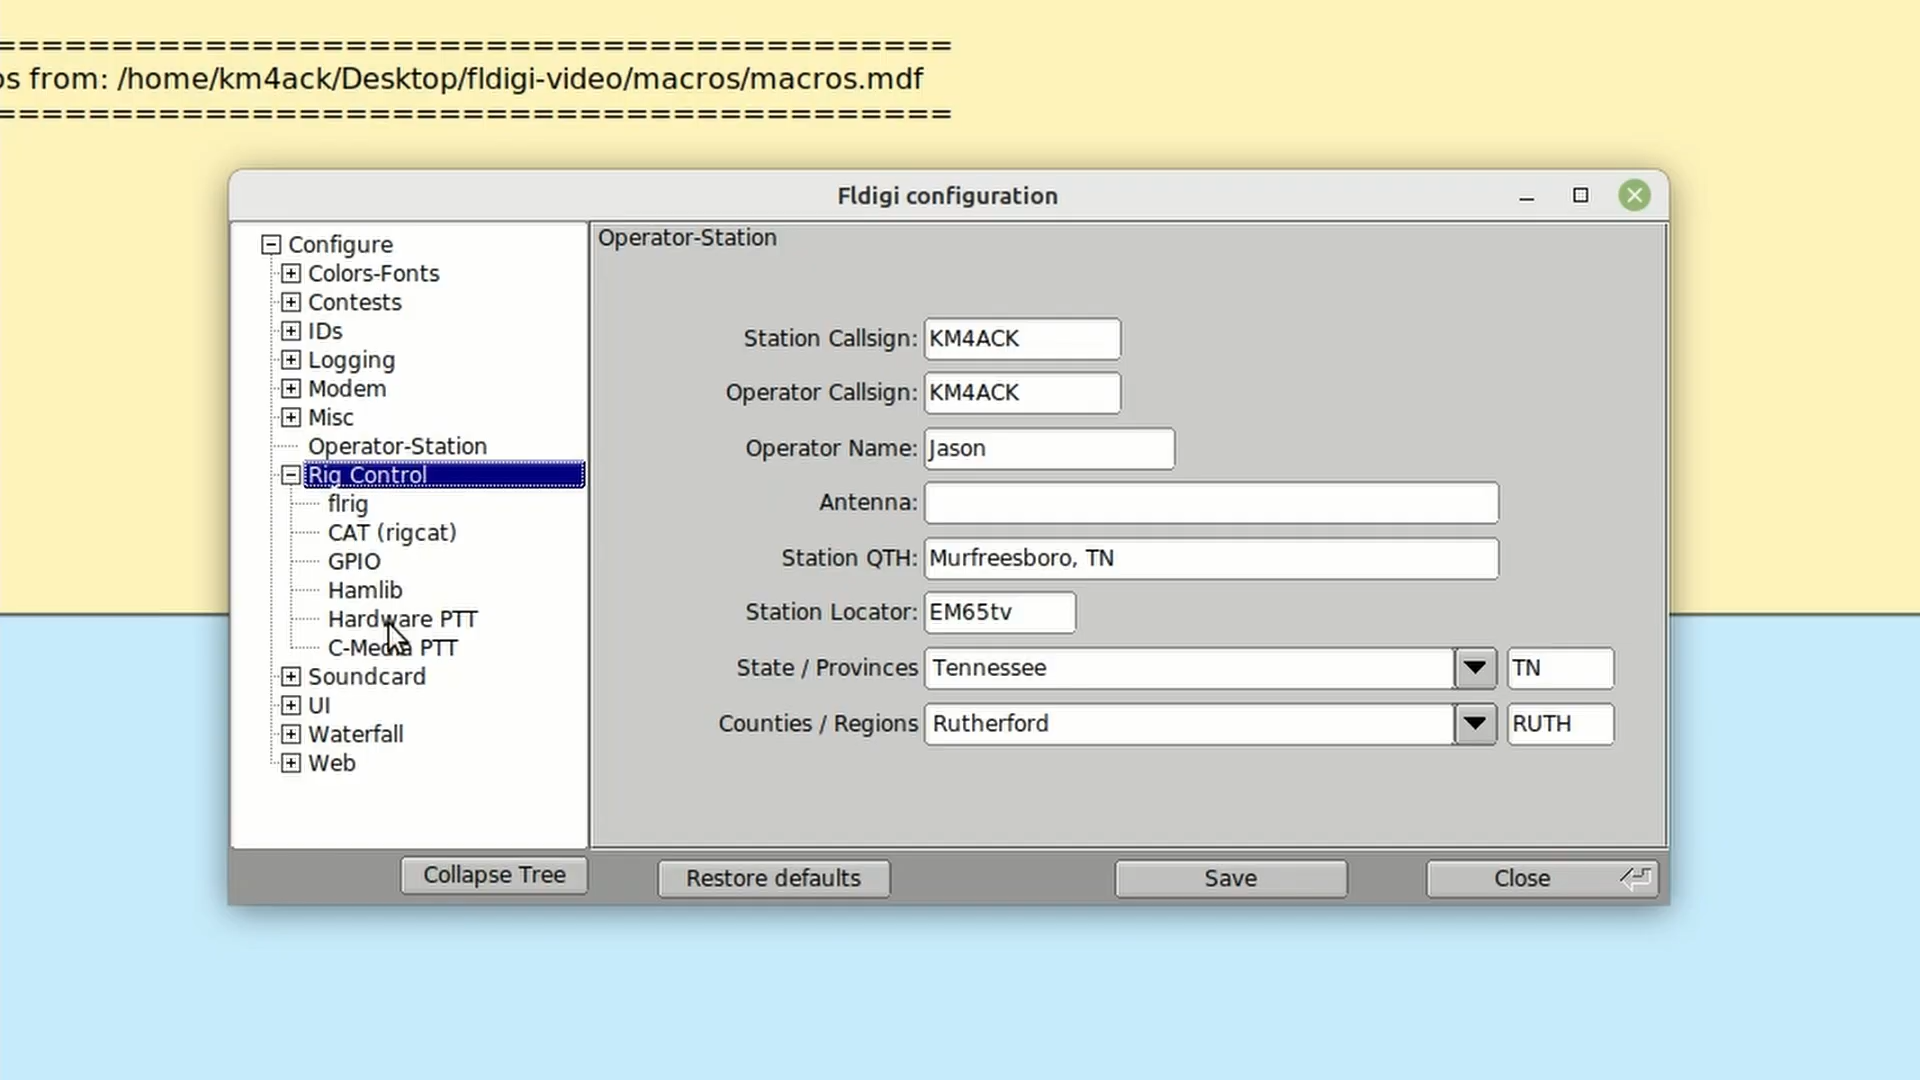 =======================================
os from: /home/km4ack/Desktop/fldigi-video/macros/macros.mdf
=======================================
Fldigi configuration
Configure
Colors-Fonts
Contests
IDs
Logging
Modem
Misc
Operator-Station
Rig Control
flrig
CAT (rigcat)
GPIO
Hamlib
Hardware PTT
C-Media PTT
Soundcard
UI
Waterfall
Web
Operator-Station
Station Callsign: KM4ACK
Operator Callsign: KM4ACK
Operator Name: Jason
Antenna:
Station QTH: Murfreesboro, TN
Station Locator: EM65tv
State / Provinces Tennessee TN
Counties / Regions Rutherford RUTH
Collapse Tree Restore defaults Save Close